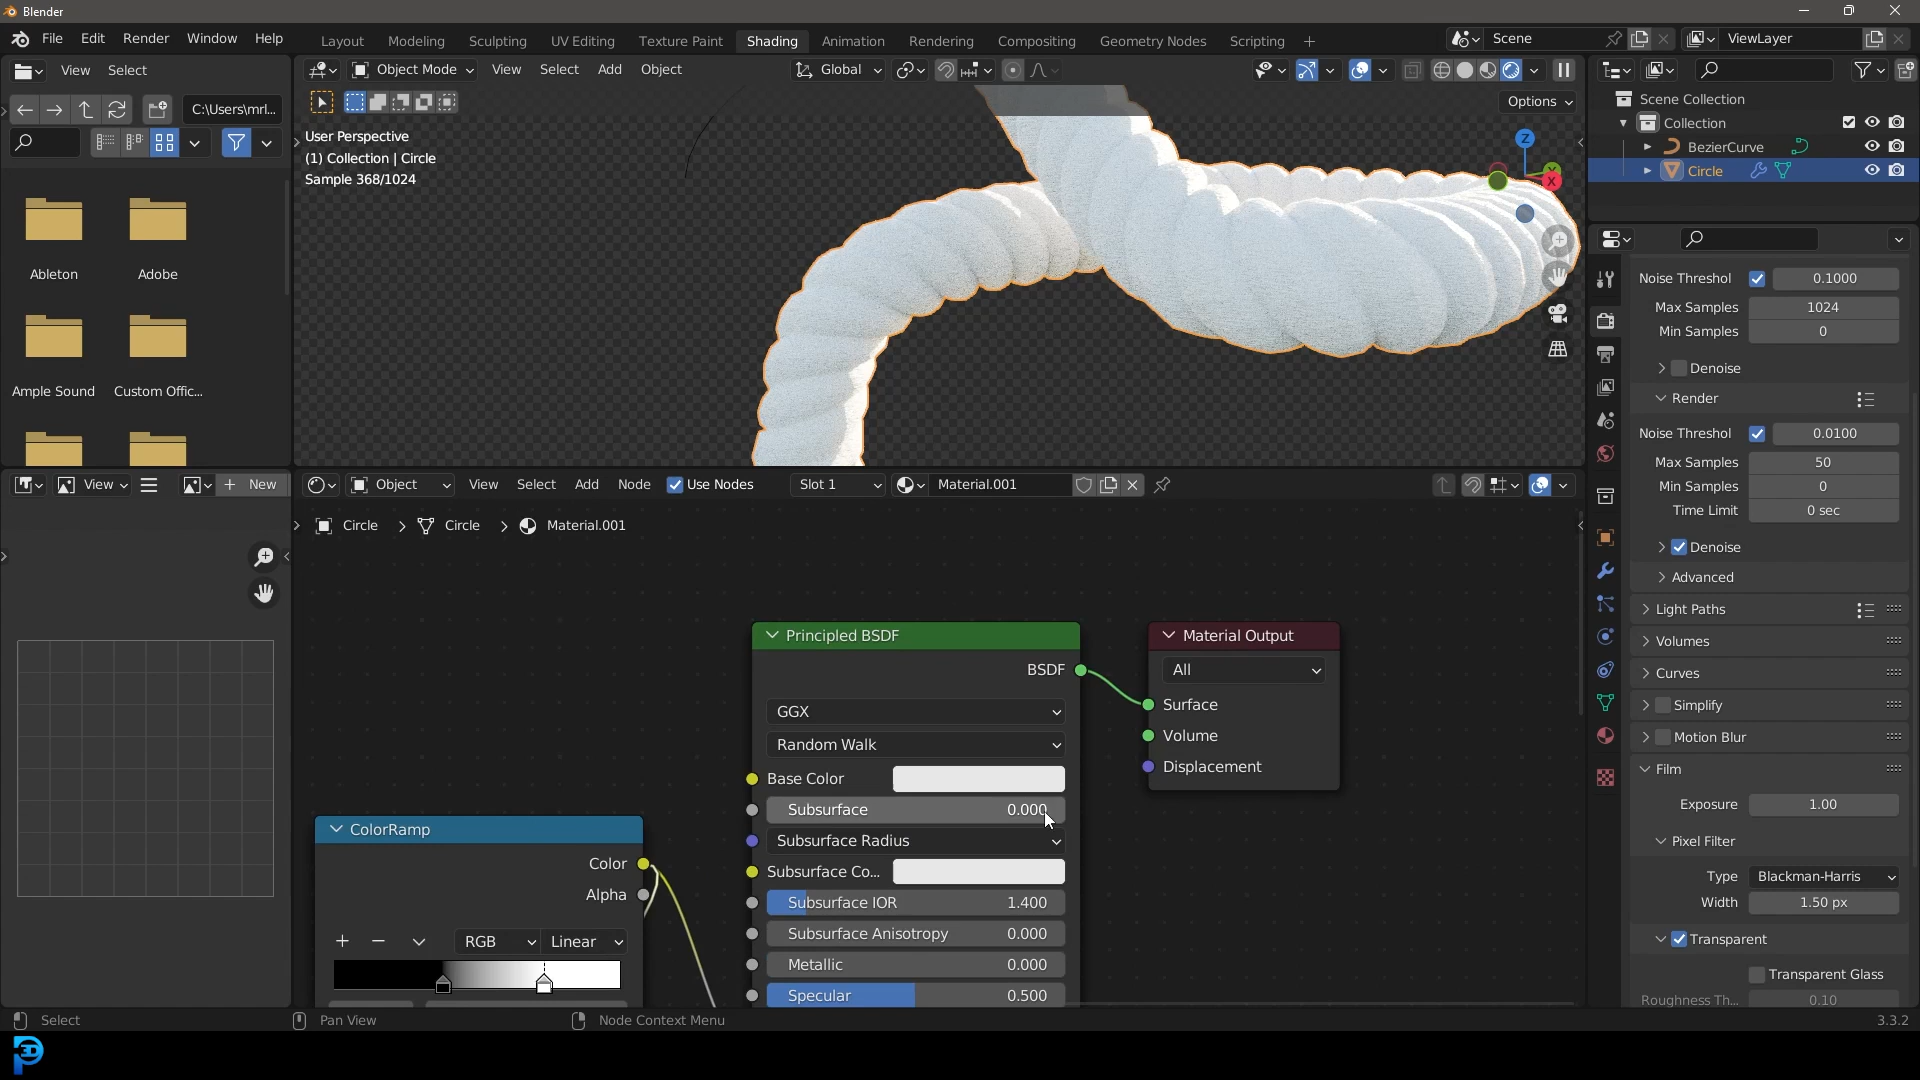 Blender
File Edit Render Window Help
Layout Modeling Sculpting UV Editing Texture Paint Shading Animation Rendering Compositing Geometry Nodes Scripting +
Scene
ViewLayer
View Select
Object Mode View Select Add Object
Global
C:\Users\mrl...
Options
User Perspective
(1) Collection | Circle
Sample 368/1024
Z
X
Scene Collection
Collection
BezierCurve
Circle
Ableton
Adobe
Ample Sound
Custom Offic...
Noise Threshol 0.1000
Max Samples 1024
Min Samples 0
Denoise
Render
Noise Threshol 0.0100
Max Samples 50
Min Samples 0
Time Limit 0 sec
Denoise
Advanced
Light Paths
Volumes
Curves
Simplify
Motion Blur
Film
Exposure 1.00
Pixel Filter
Type Blackman-Harris
Width 1.50 px
Transparent
Transparent Glass
Roughness Th... 0.10
View
+ New
Object View Select Add Node Use Nodes Slot 1 Material.001
Circle > Circle > Material.001
Principled BSDF
BSDF
GGX
Random Walk
Base Color
Subsurface 0.000
Subsurface Radius
Subsurface Co...
Subsurface IOR 1.400
Subsurface Anisotropy 0.000
Metallic 0.000
Specular 0.500
Material Output
All
Surface
Volume
Displacement
ColorRamp
Color
Alpha
RGB Linear
Select
Pan View
Node Context Menu
3.3.2
3D